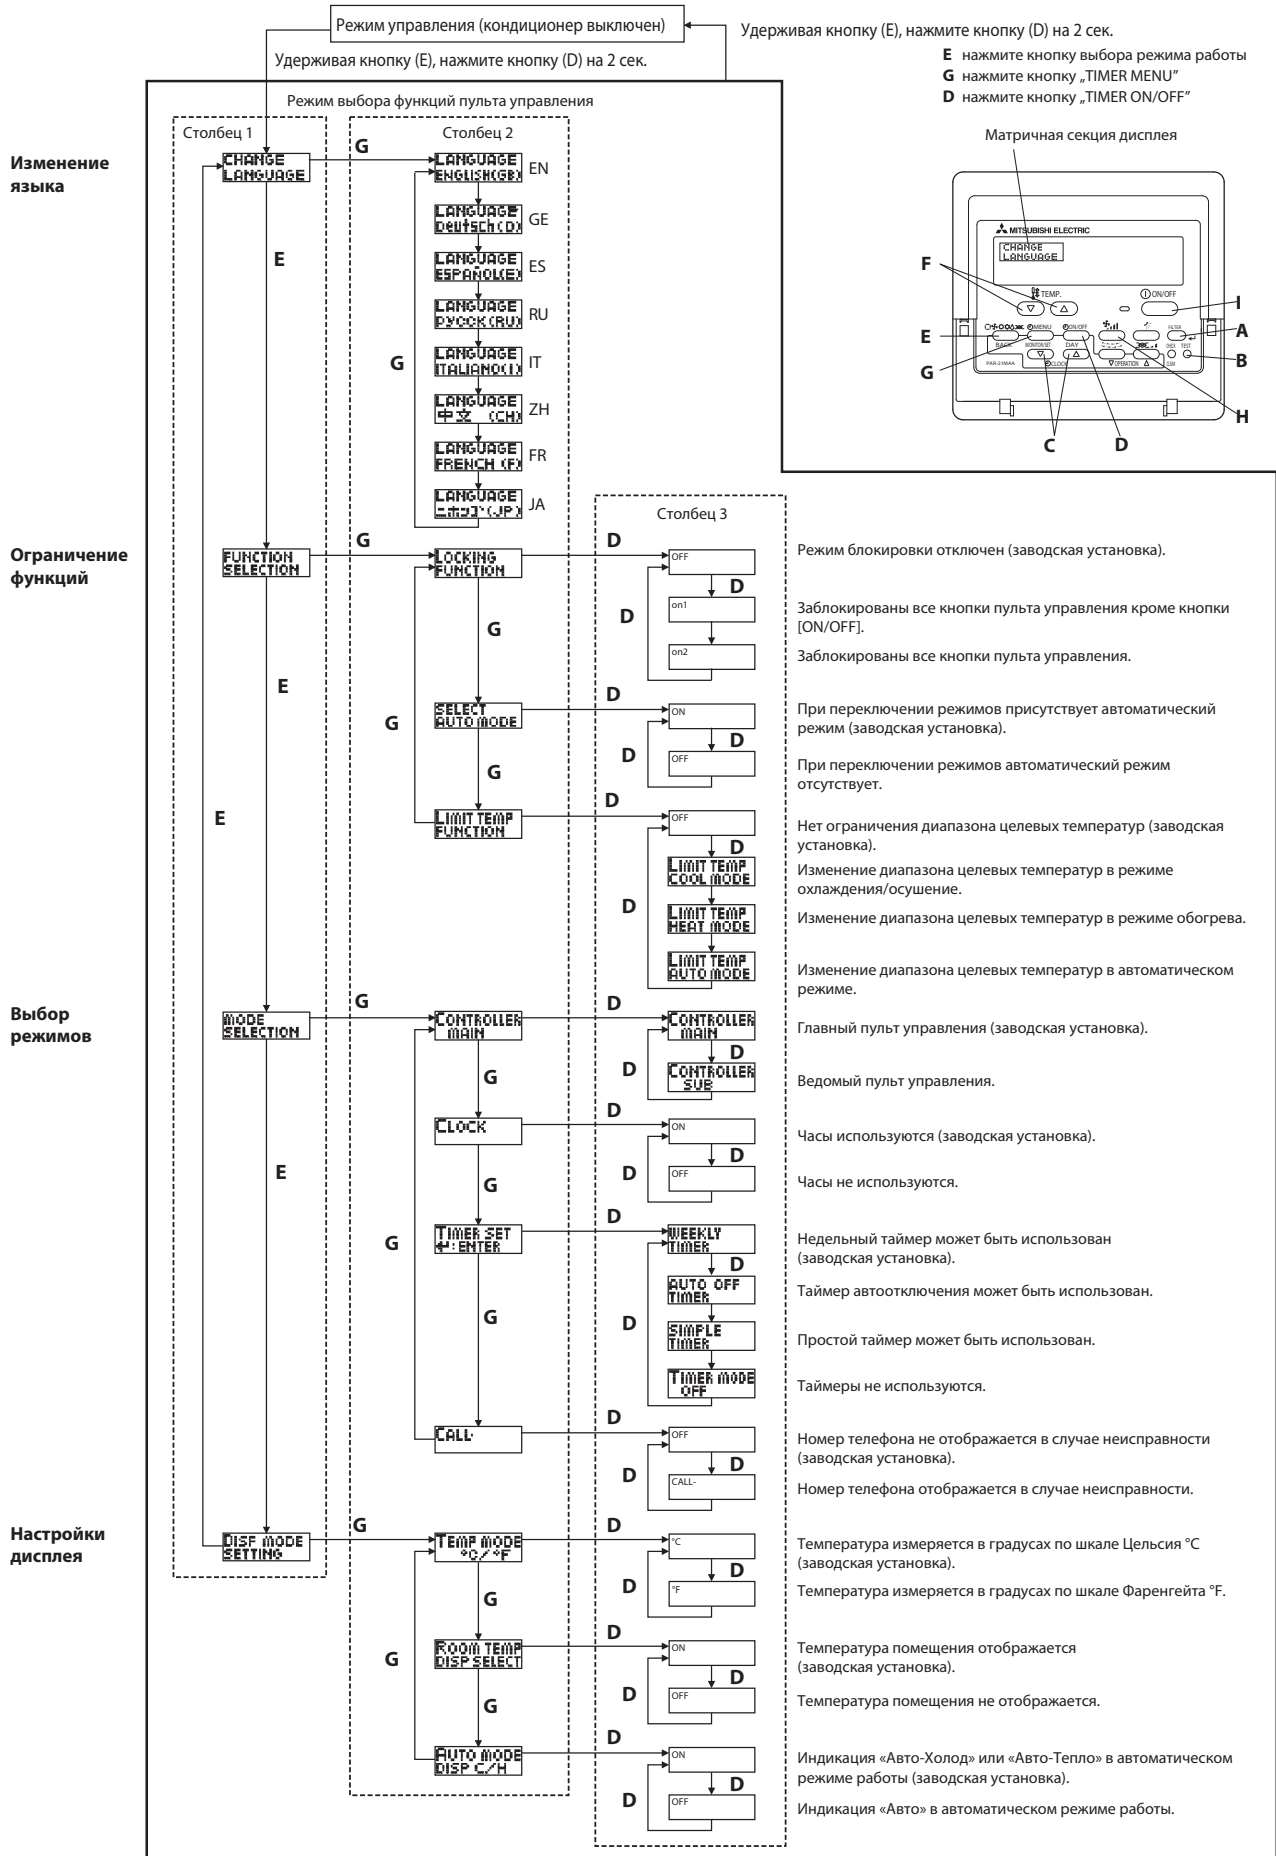 Режим управления (кондиционер выключен)
Удерживая кнопку (E), нажмите кнопку (D) на 2 сек.
Удерживая кнопку (E), нажмите кнопку (D) на 2 сек.
E нажмите кнопку выбора режима работы
G нажмите кнопку „TIMER MENU”
D нажмите кнопку „TIMER ON/OFF”
Матричная секция дисплея
MITSUBISHI ELECTRIC
CHANGE
LANGUAGE
TEMP.
ON/OFF
MENU
ON/OFF
FILTER
BACK
MONITOR/SET
DAY
CHECK TEST
PAR-21MAA
CLOCK
OPERATION
CLEAR
F
E
G
C
D
H
I
A
B
Режим выбора функций пульта управления
Столбец 1
Столбец 2
Изменение
языка
CHANGE
LANGUAGE
G
E
LANGUAGE
ENGLISH(GB)
EN
LANGUAGE
Deutsch(D)
GE
LANGUAGE
ESPAÑOL(E)
ES
LANGUAGE
РУССК(RU)
RU
LANGUAGE
ITALIANO(I)
IT
G
LANGUAGE
中文 (CH)
ZH
LANGUAGE
FRENCH (F)
FR
LANGUAGE
ニホンゴ(JP)
JA
Столбец 3
Ограничение
функций
FUNCTION
SELECTION
G
E
E
LOCKING
FUNCTION
D
OFF
Режим блокировки отключен (заводская установка).
D
on1
Заблокированы все кнопки пульта управления кроме кнопки
[ON/OFF].
D
G
on2
Заблокированы все кнопки пульта управления.
SELECT
AUTO MODE
D
ON
При переключении режимов присутствует автоматический
режим (заводская установка).
G
D
D
OFF
При переключении режимов автоматический режим
отсутствует.
G
LIMIT TEMP
FUNCTION
D
OFF
Нет ограничения диапазона целевых температур (заводская
установка).
D
LIMIT TEMP
COOL MODE
Изменение диапазона целевых температур в режиме
охлаждения/осушение.
D
LIMIT TEMP
HEAT MODE
Изменение диапазона целевых температур в режиме обогрева.
LIMIT TEMP
AUTO MODE
Изменение диапазона целевых температур в автоматическом
режиме.
Выбор
режимов
MODE
SELECTION
G
E
CONTROLLER
MAIN
D
CONTROLLER
MAIN
Главный пульт управления (заводская установка).
D
D
CONTROLLER
SUB
Ведомый пульт управления.
G
CLOCK
D
ON
Часы используются (заводская установка).
D
D
OFF
Часы не используются.
G
TIMER SET
↵:ENTER
G
D
WEEKLY
TIMER
Недельный таймер может быть использован
(заводская установка).
D
AUTO OFF
TIMER
Таймер автоотключения может быть использован.
G
D
SIMPLE
TIMER
Простой таймер может быть использован.
TIMER MODE
OFF
Таймеры не используются.
CALL-
D
OFF
Номер телефона не отображается в случае неисправности
(заводская установка).
D
D
CALL-
Номер телефона отображается в случае неисправности.
Настройки
дисплея
DISP MODE
SETTING
G
TEMP MODE
°C/°F
D
°C
Температура измеряется в градусах по шкале Цельсия °C
(заводская установка).
D
D
°F
Температура измеряется в градусах по шкале Фаренгейта °F.
G
ROOM TEMP
DISP SELECT
D
ON
Температура помещения отображается
(заводская установка).
G
D
D
OFF
Температура помещения не отображается.
G
AUTO MODE
DISP C/H
D
ON
Индикация «Авто-Холод» или «Авто-Тепло» в автоматическом
режиме работы (заводская установка).
D
D
OFF
Индикация «Авто» в автоматическом режиме работы.